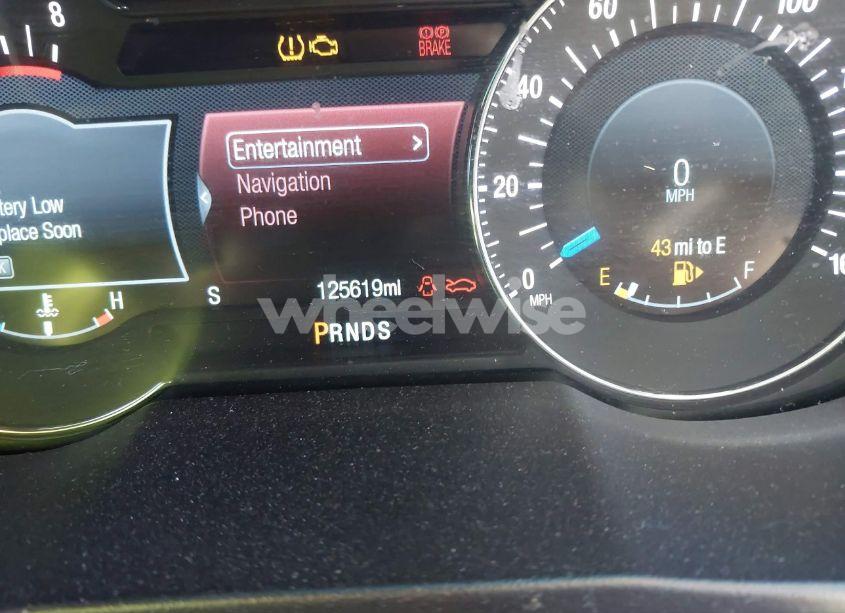 8
60
100
BRAKE
40
Entertainment >
Navigation
Phone
tery Low
place Soon
20
0
MPH
43 mi to E
E
F
0
MPH
H
S
125619mi
wheelwise
PRNDS